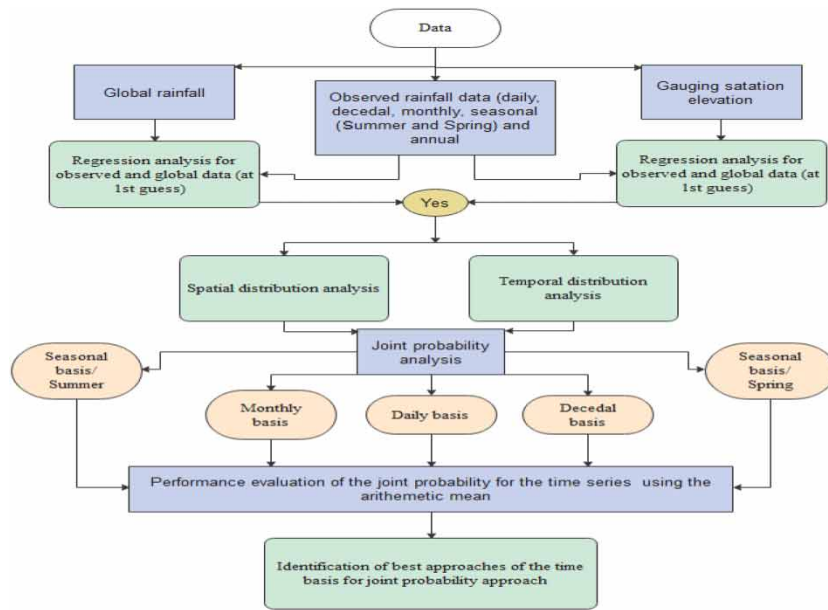 Data
Global rainfall
Observed rainfall data (daily,
decedal, monthly, seasonal
(Summer and Spring) and
annual
Gauging satation
elevation
Regression analysis for
observed and global data (at
1st guess)
Regression analysis for
observed and global data (at
1st guess)
Yes
Spatial distribution analysis
Temporal distribution
analysis
Joint probability
analysis
Seasonal
basis/
Summer
Seasonal
basis/
Spring
Monthly
basis
Daily basis
Decedal
basis
Performance evaluation of the joint probability for the time series using the
arithemetic mean
Identification of best approaches of the time
basis for joint probability approach